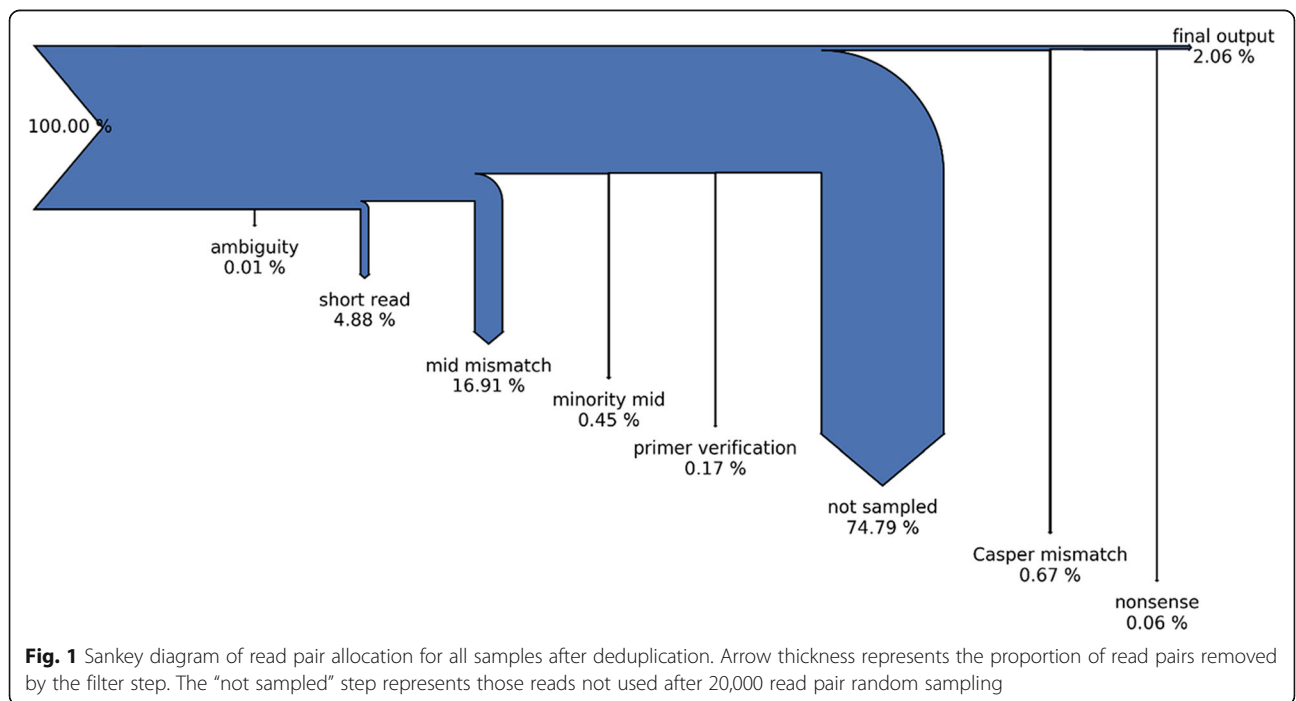 final output
2.06 %
100.00 %
ambiguity
0.01 %
short read
4.88 %
mid mismatch
16.91 %
minority mid
0.45 %
primer verification
0.17 %
not sampled
74.79 %
Casper mismatch
0.67 %
nonsense
0.06 %
Fig. 1 Sankey diagram of read pair allocation for all samples after deduplication. Arrow thickness represents the proportion of read pairs removed
by the filter step. The “not sampled” step represents those reads not used after 20,000 read pair random sampling